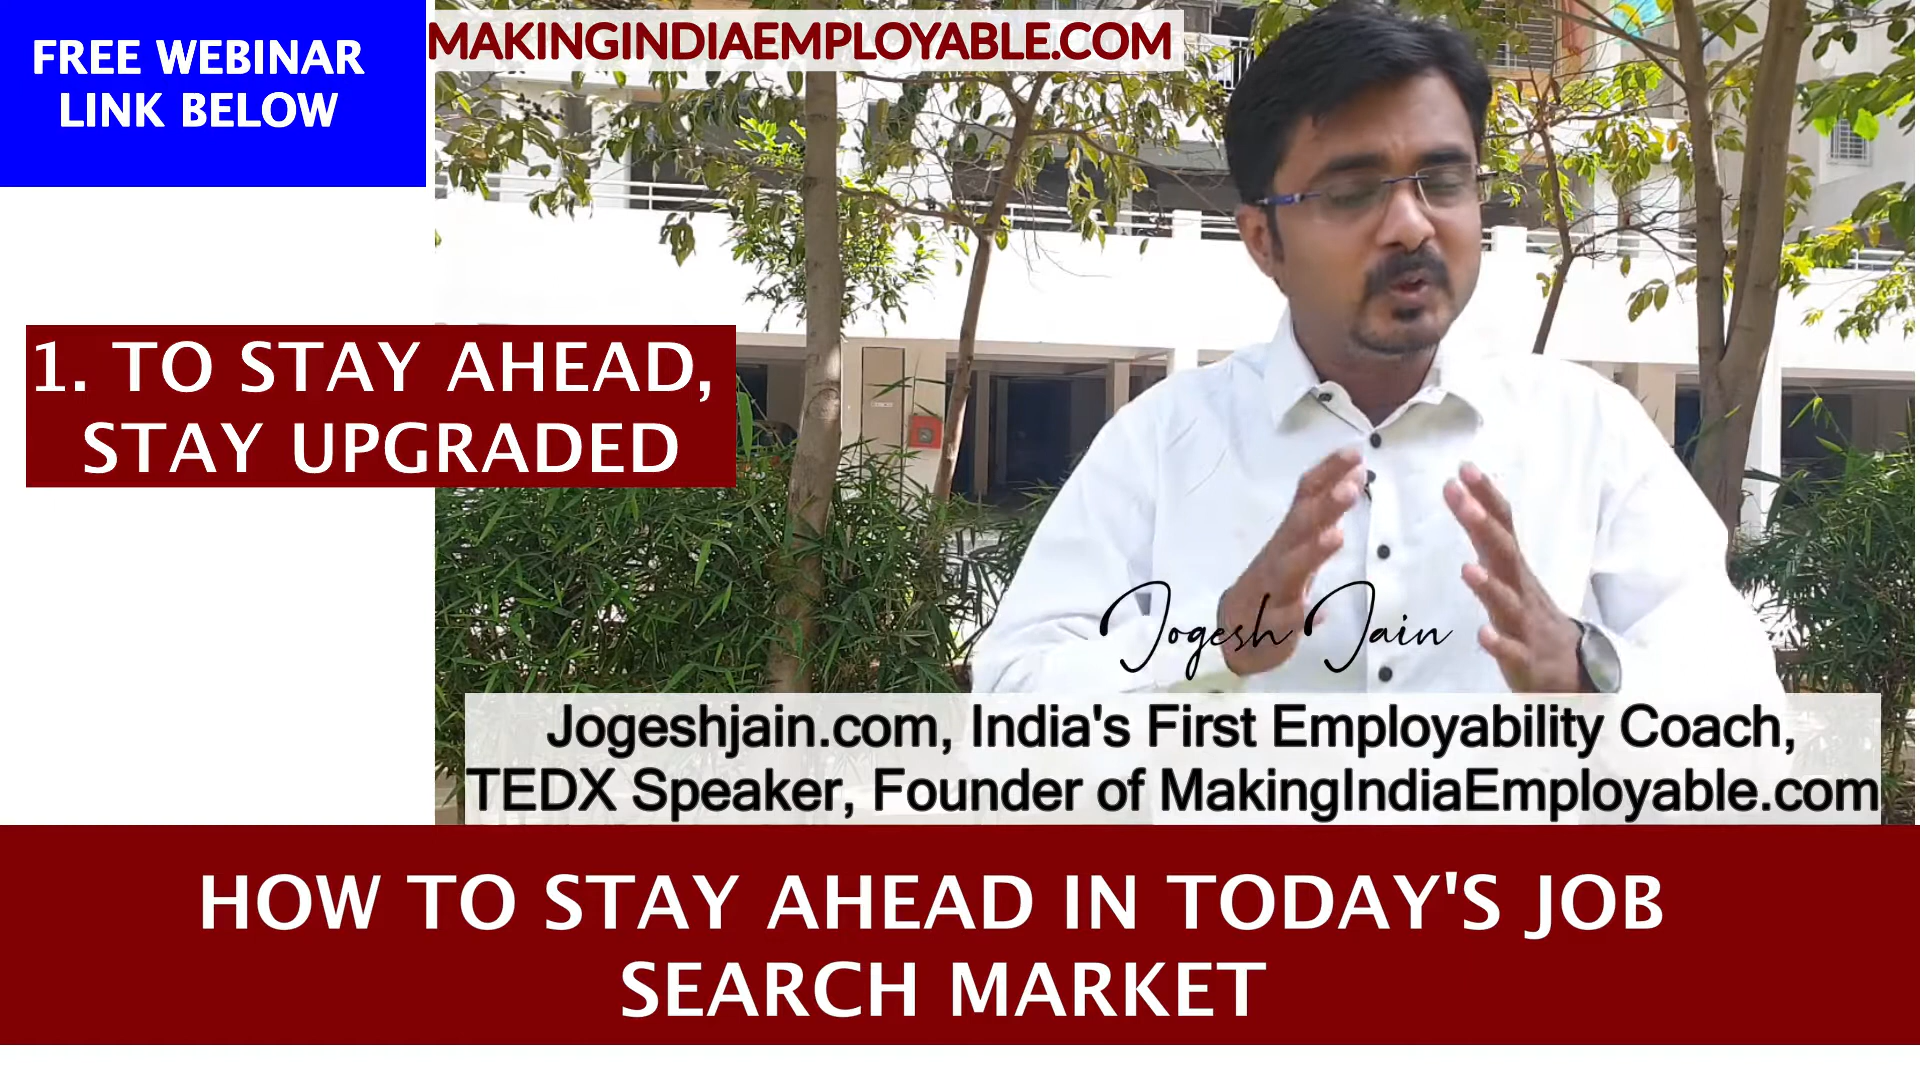 FREE WEBINAR
LINK BELOW
MAKINGINDIAEMPLOYABLE.COM
1. TO STAY AHEAD,
STAY UPGRADED
Jogesh Jain
Jogeshjain.com, India's First Employability Coach,
TEDX Speaker, Founder of MakingIndiaEmployable.com
HOW TO STAY AHEAD IN TODAY'S JOB
SEARCH MARKET